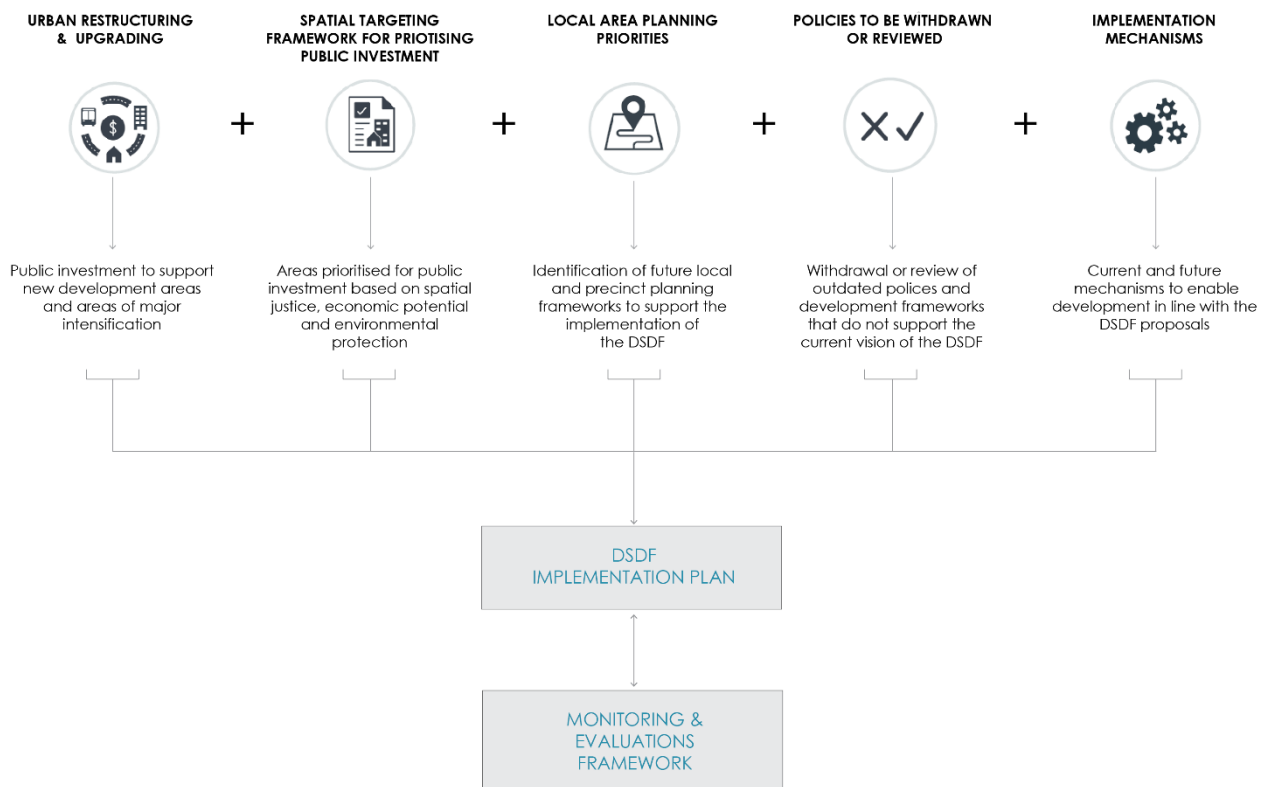 URBAN RESTRUCTURING
& UPGRADING
SPATIAL TARGETING
FRAMEWORK FOR PRIOTISING
PUBLIC INVESTMENT
LOCAL AREA PLANNING
PRIORITIES
POLICIES TO BE WITHDRAWN
OR REVIEWED
IMPLEMENTATION
MECHANISMS
$
+
+
+
+
Public investment to support
new development areas
and areas of major
intensification
Areas prioritised for public
investment based on spatial
justice, economic potential
and environmental
protection
Identification of future local
and precinct planning
frameworks to support the
implementation of
the DSDF
Withdrawal or review of
outdated polices and
development frameworks
that do not support the
current vision of the DSDF
Current and future
mechanisms to enable
development in line with the
DSDF proposals
DSDF
IMPLEMENTATION PLAN
MONITORING &
EVALUATIONS
FRAMEWORK